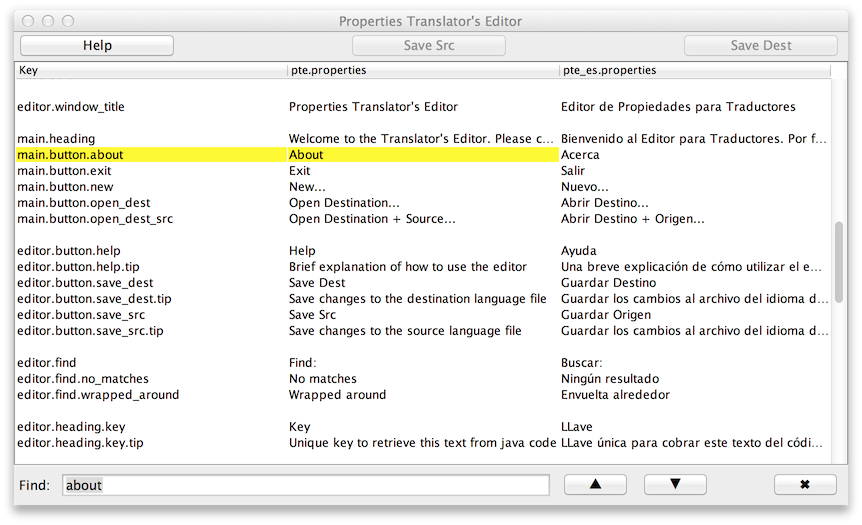 Properties Translator's Editor
Help Save Src Save Dest
Key pte.properties pte_es.properties
editor.window_title Properties Translator's Editor Editor de Propiedades para Traductores
main.heading Welcome to the Translator's Editor. Please c... Bienvenido al Editor para Traductores. Por f...
main.button.about About Acerca
main.button.exit Exit Salir
main.button.new New... Nuevo...
main.button.open_dest Open Destination... Abrir Destino...
main.button.open_dest_src Open Destination + Source... Abrir Destino + Origen...
editor.button.help Help Ayuda
editor.button.help.tip Brief explanation of how to use the editor Una breve explicación de cómo utilizar el e...
editor.button.save_dest Save Dest Guardar Destino
editor.button.save_dest.tip Save changes to the destination language file Guardar los cambios al archivo del idioma d...
editor.button.save_src Save Src Guardar Origen
editor.button.save_src.tip Save changes to the source language file Guardar los cambios al archivo del idioma d...
editor.find Find: Buscar:
editor.find.no_matches No matches Ningún resultado
editor.find.wrapped_around Wrapped around Envuelta alrededor
editor.heading.key Key LLave
editor.heading.key.tip Unique key to retrieve this text from java code LLave única para cobrar este texto del códi...
Find: about